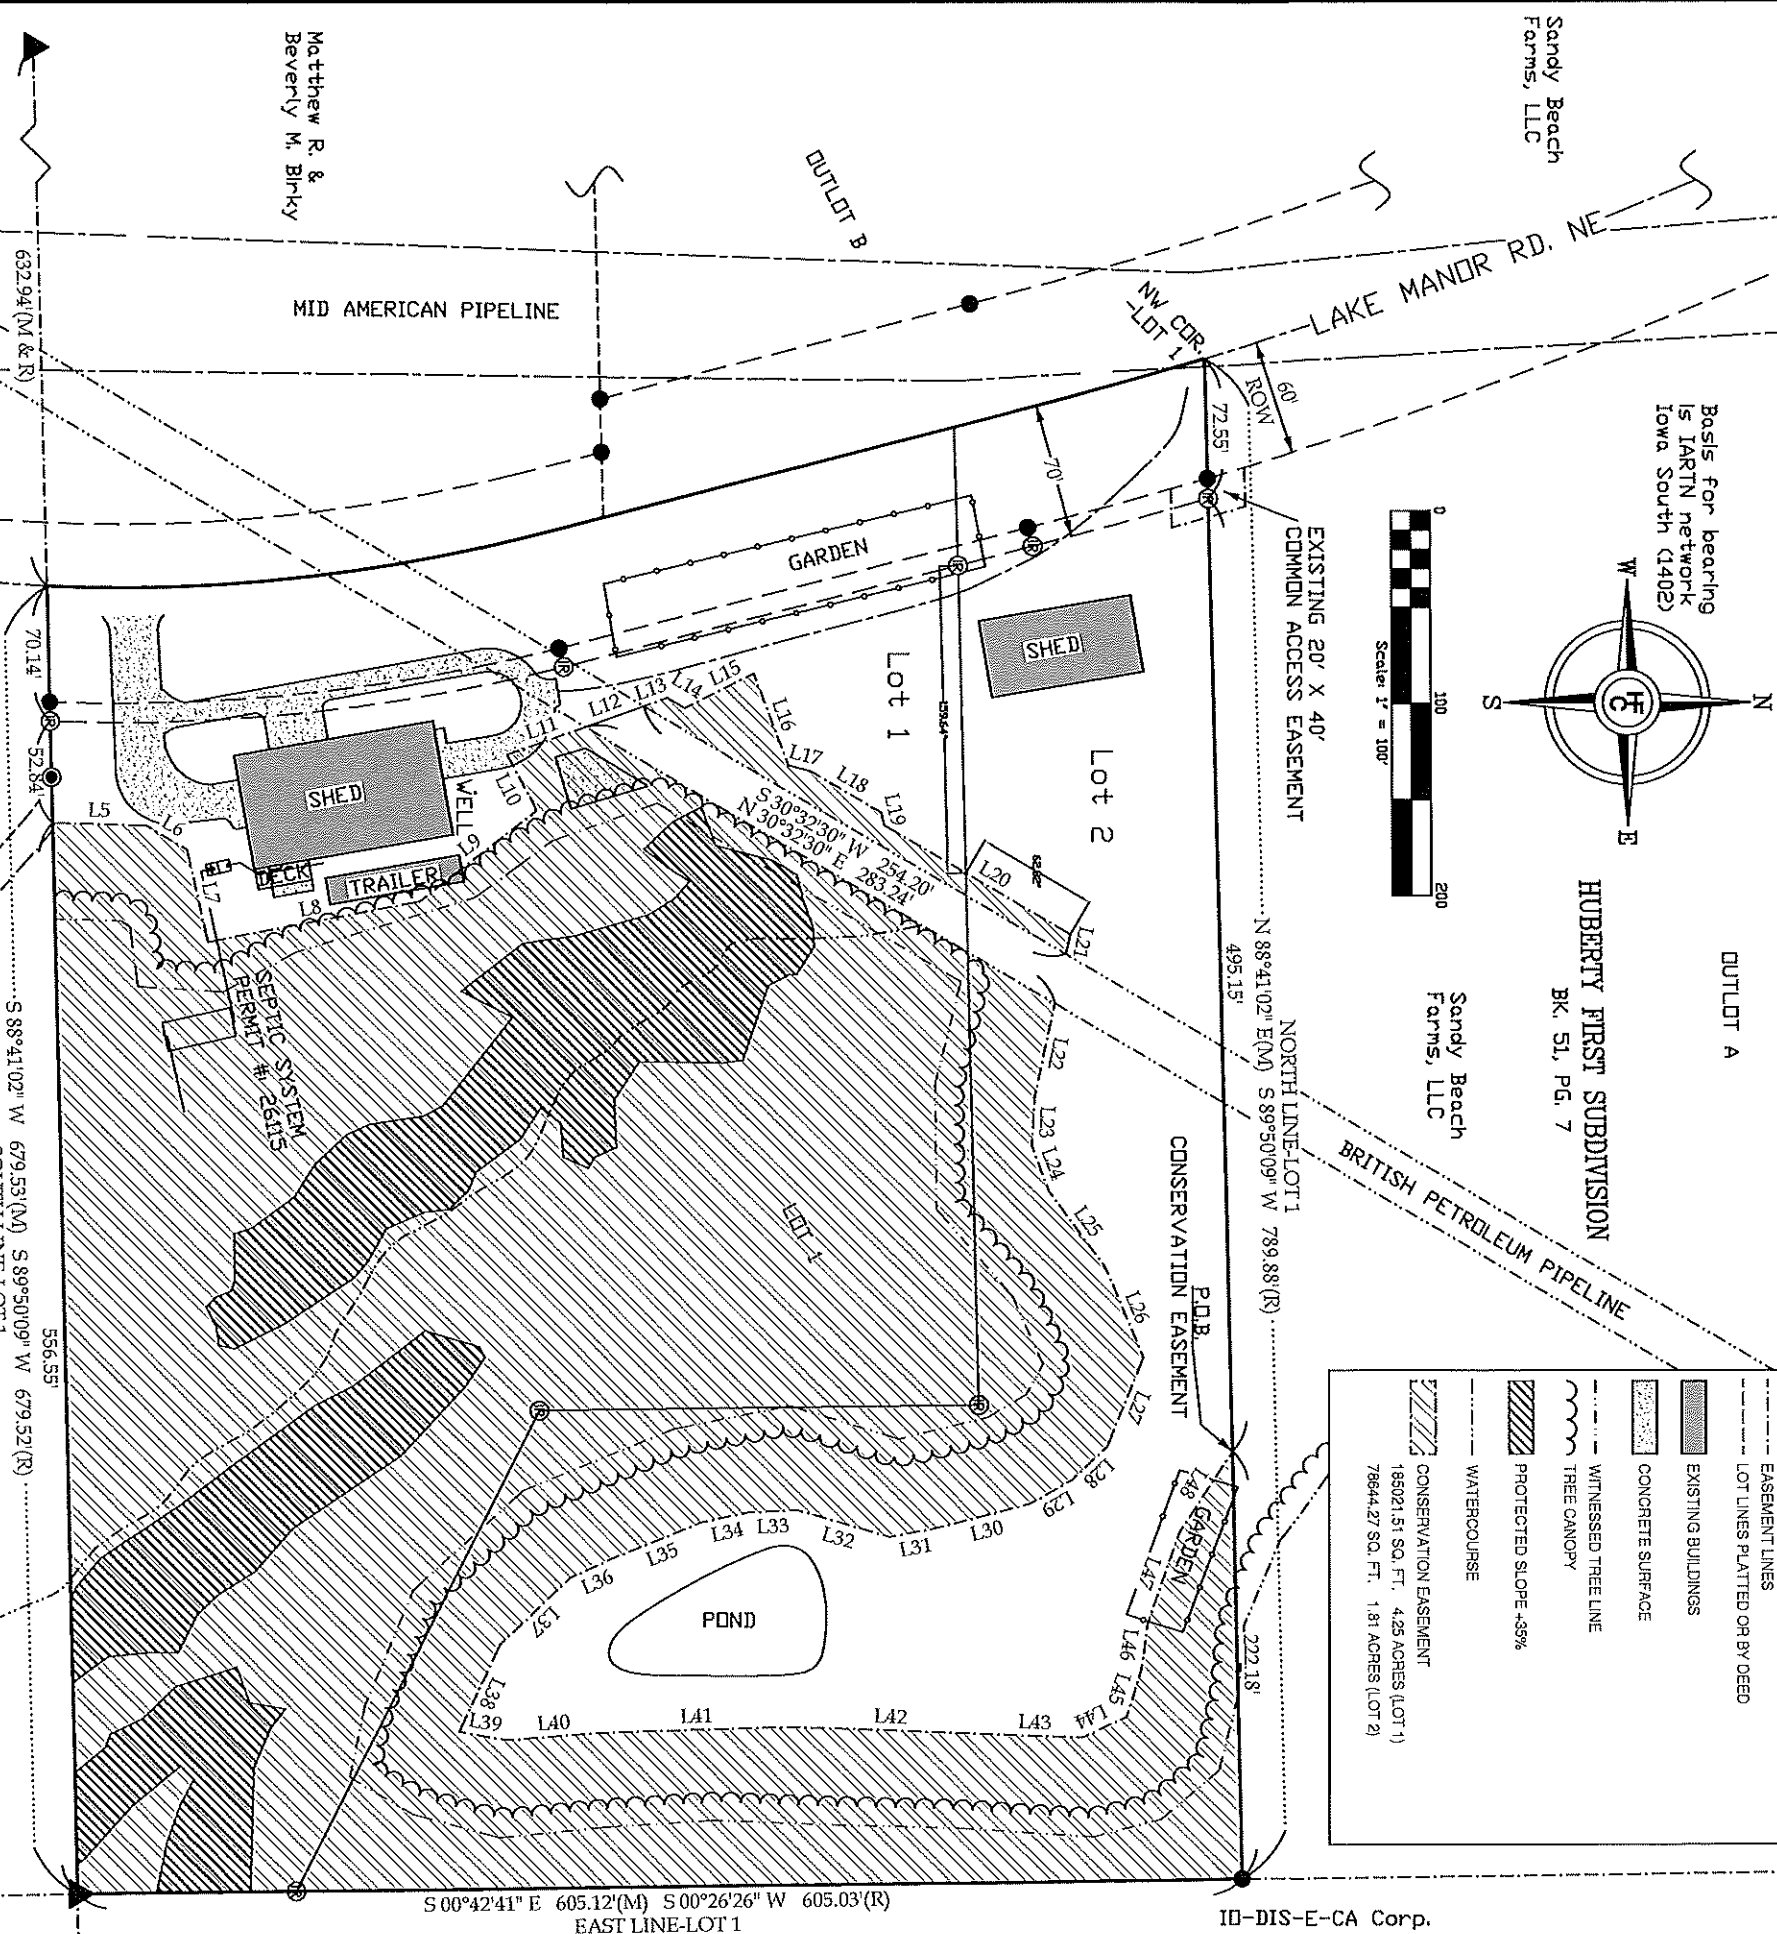 Sandy Beach
Farms, LLC
Matthew R. &
Beverly M. Birky
OUTLOT B
MID AMERICAN PIPELINE
632.94'(M & R)
LAKE MANOR RD. NE
NW COR.
-LOT 1
60'
ROW
72.55'
70'
Basis for bearing
is IARTN network
Iowa South (1402)
N
W
E
S
HFC
0
100
200
Scale: 1" = 100'
EXISTING 20' X 40'
COMMON ACCESS EASEMENT
HUBERTY FIRST SUBDIVISION
BK. 51, PG. 7
OUTLOT A
Sandy Beach
Farms, LLC
NORTH LINE-LOT 1
N 88°41'02" E(M) S 89°50'09" W 789.88'(R)
495.15'
BRITISH PETROLEUM PIPELINE
CONSERVATION EASEMENT
P.O.B.
222.18'
EASEMENT LINES
LOT LINES PLATTED OR BY DEED
EXISTING BUILDINGS
CONCRETE SURFACE
WITNESSED TREE LINE
TREE CANOPY
PROTECTED SLOPE +35%
WATERCOURSE
CONSERVATION EASEMENT
185021.51 SQ. FT. 4.25 ACRES (LOT 1)
78644.27 SQ. FT. 1.81 ACRES (LOT 2)
GARDEN
SHED
Lot 1
Lot 2
LOT 1
SHED
WELL
DECK
TRAILER
SEPTIC SYSTEM
PERMIT #: 26115
S 30°32'30" W 254.20'
N 30°32'30" E 283.24'
IR
IR
IR
IR
IR
IR
IR
IR
70.14'
52.84'
556.55'
S 88°41'02" W 679.53'(M) S 89°50'09" W 679.52'(R)
L5
L6
L7
L8
L9
L10
L11
L12
L13
L14
L15
L16
L17
L18
L19
L20
L21
L22
L23
L24
L25
L26
L27
L28
L29
L30
L31
L32
L33
L34
L35
L36
L37
L38
L39
L40
L41
L42
L43
L44
L45
L46
L47
L48
GARDEN
POND
S 00°42'41" E 605.12'(M) S 00°26'26" W 605.03'(R)
EAST LINE-LOT 1
IO-DIS-E-CA Corp.